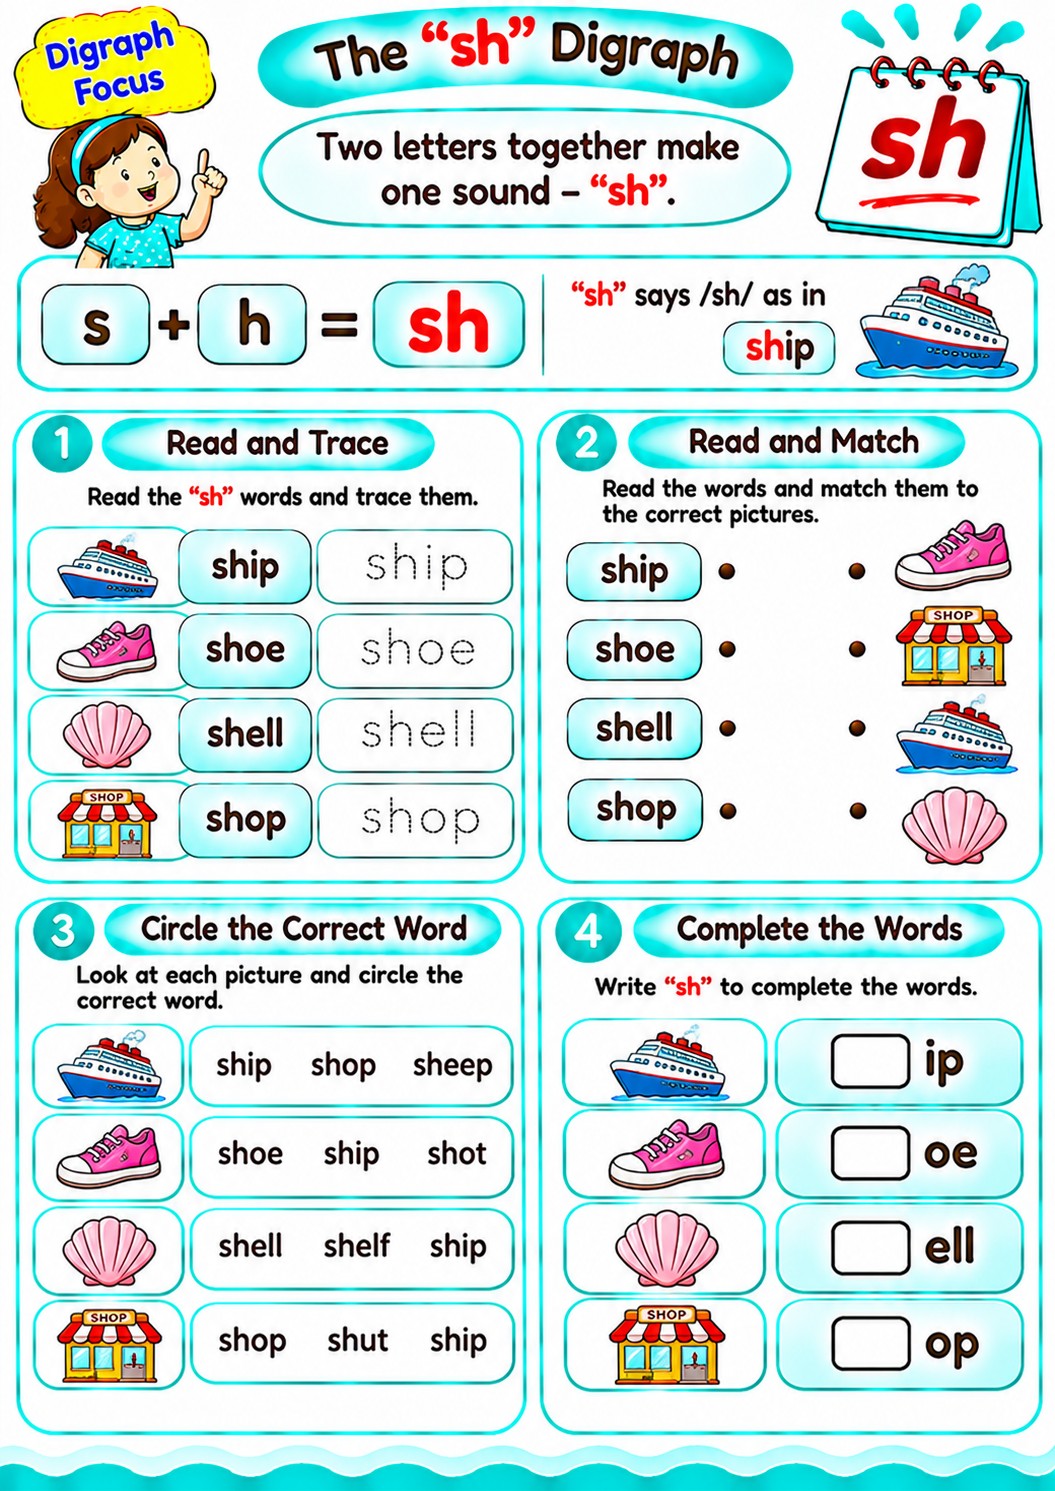 Digraph
Focus
The “sh” Digraph
Two letters together make
one sound – “sh”.
sh
s + h = sh
“sh” says /sh/ as in
ship
1 Read and Trace
Read the “sh” words and trace them.
ship ship
shoe shoe
shell shell
SHOP
shop shop
2 Read and Match
Read the words and match them to
the correct pictures.
ship
shoe
SHOP
shell
shop
3 Circle the Correct Word
Look at each picture and circle the
correct word.
ship shop sheep
shoe ship shot
shell shelf ship
SHOP
shop shut ship
4 Complete the Words
Write “sh” to complete the words.
ip
oe
ell
SHOP
op